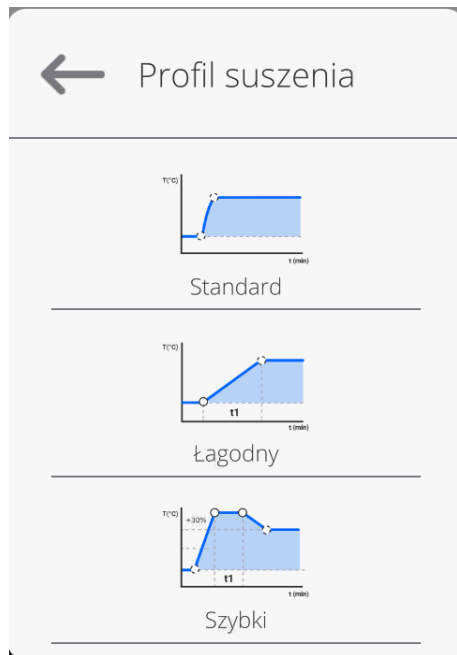 Profil suszenia
T(°C)
t (min)
Standard
T(°C)
t1
t (min)
Łagodny
T(°C)
+30%
t1
t (min)
Szybki